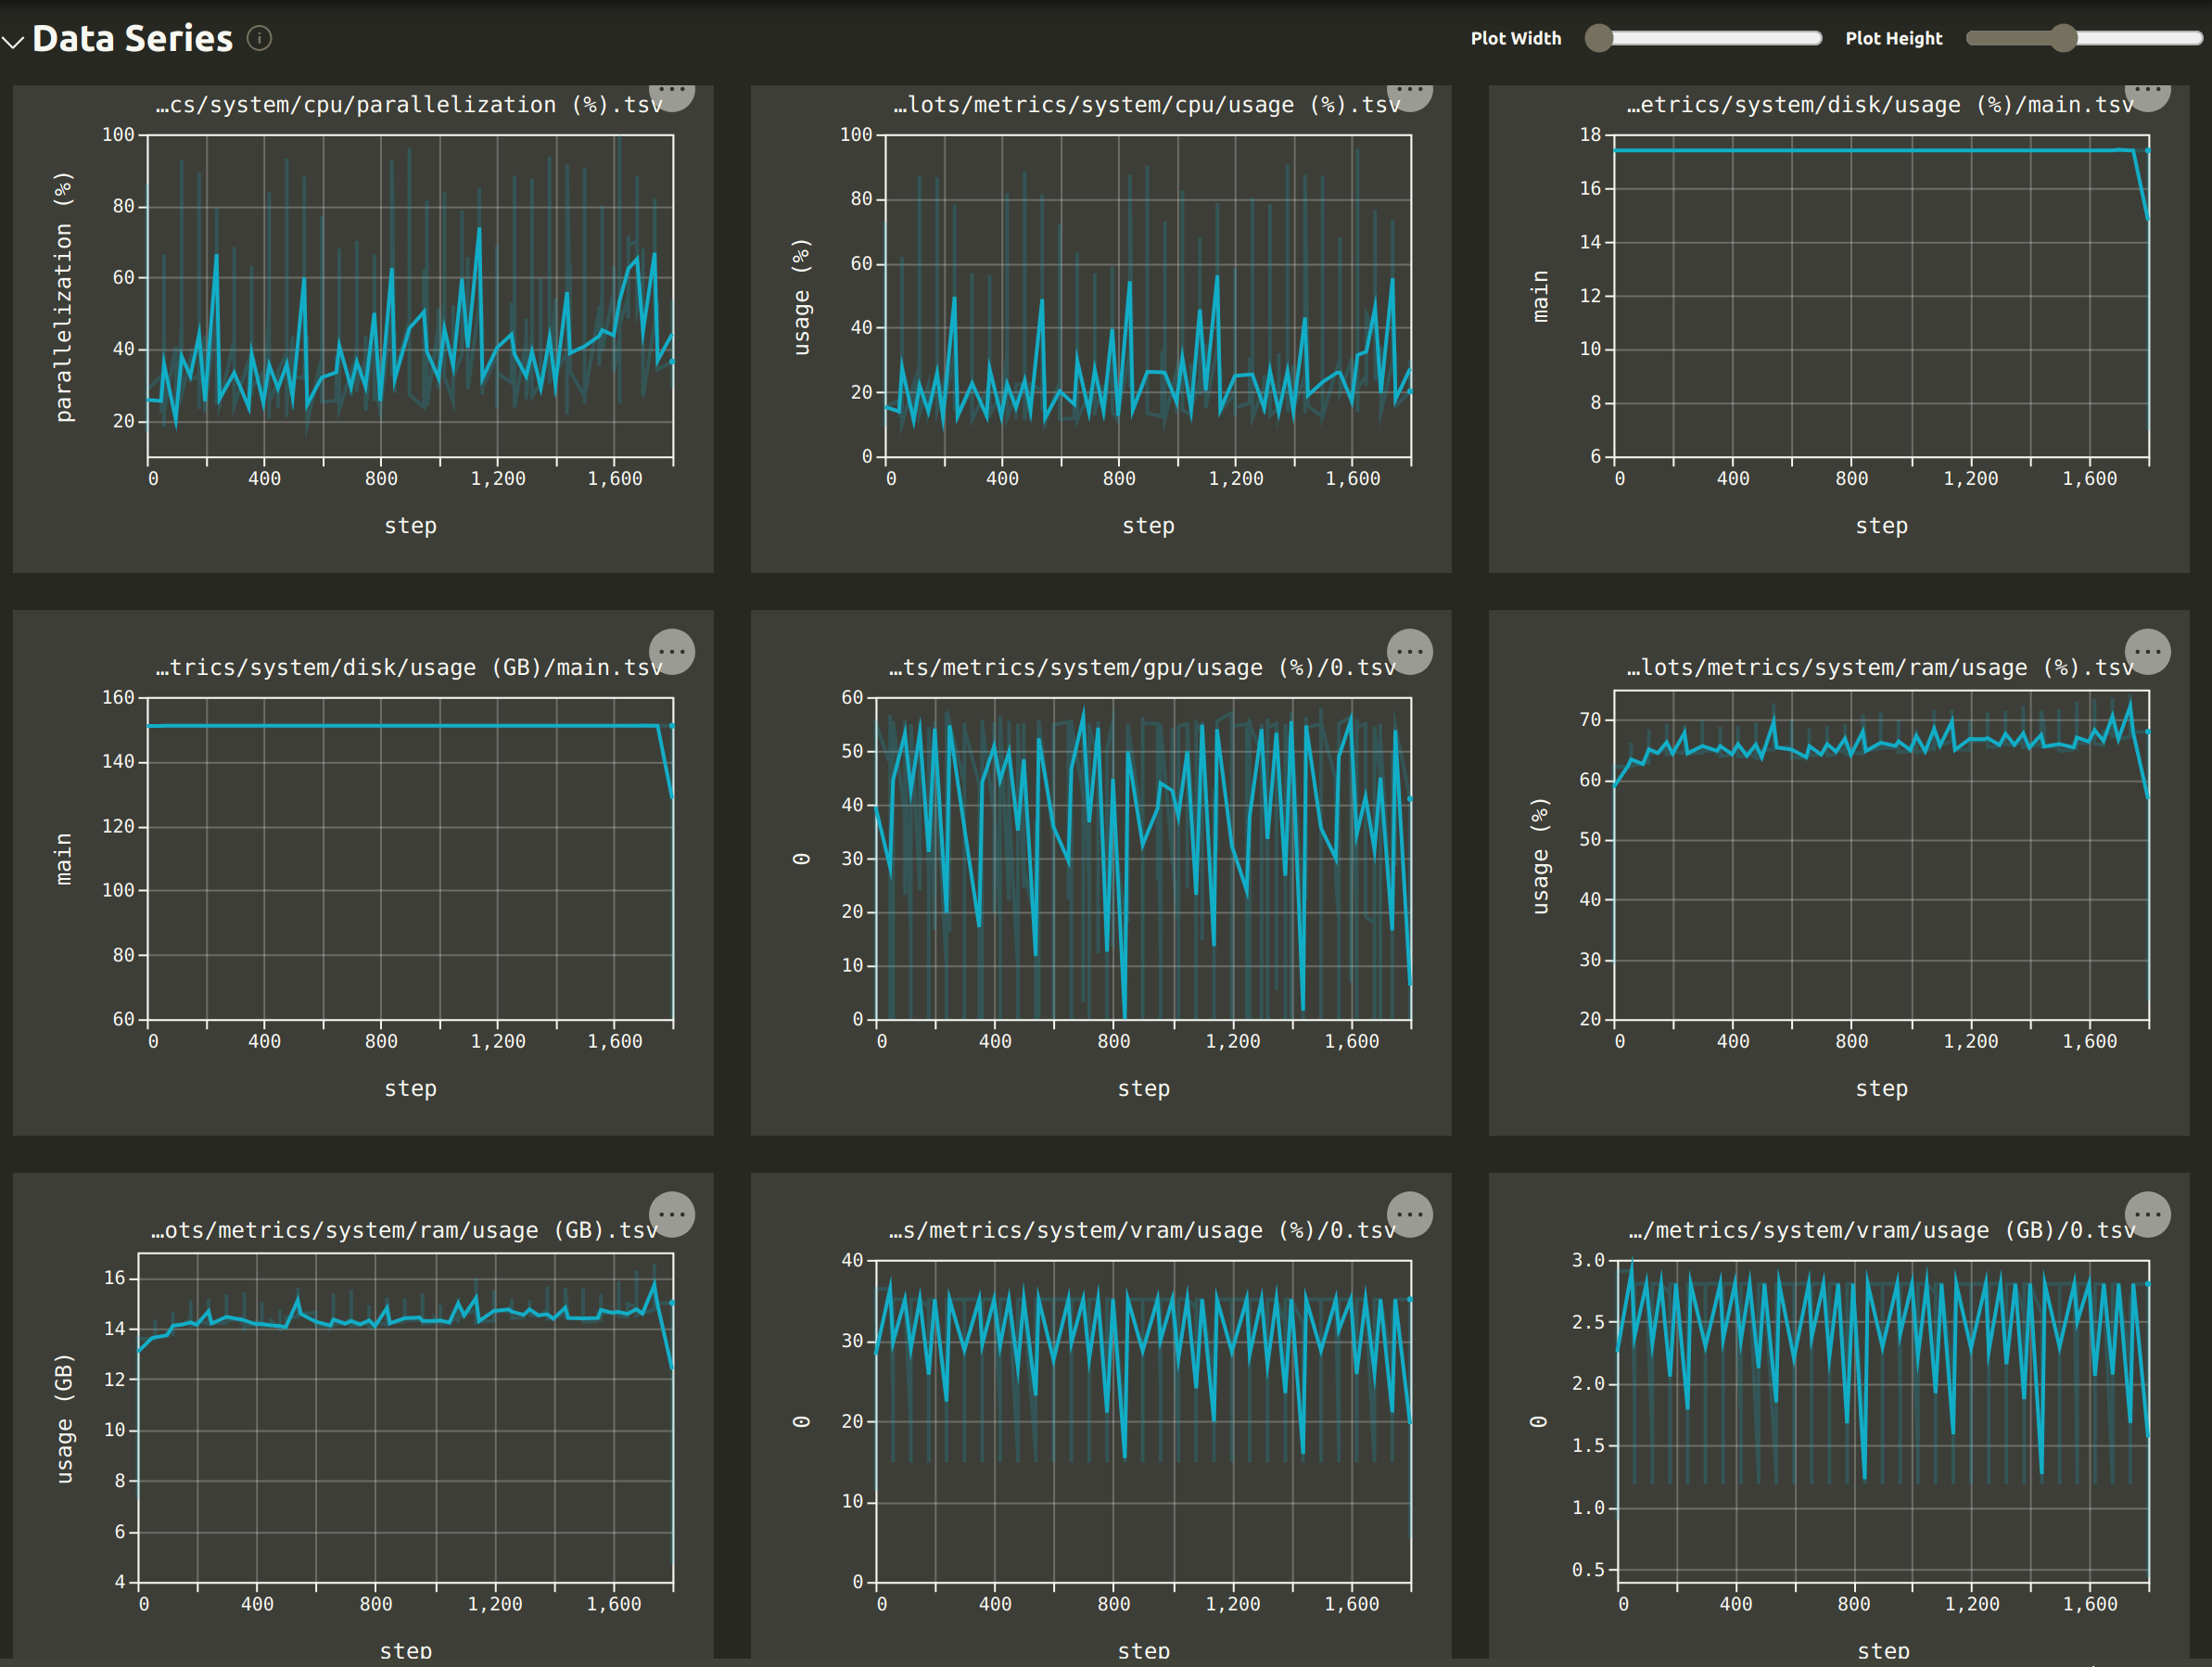 Data Series
Plot Width
Plot Height
…cs/system/cpu/parallelization (%).tsv
100
80
60
40
20
parallelization (%)
0 400 800 1,200 1,600
step
…lots/metrics/system/cpu/usage (%).tsv
100
80
60
40
20
0
usage (%)
0 400 800 1,200 1,600
step
…etrics/system/disk/usage (%)/main.tsv
18
16
14
12
10
8
6
main
0 400 800 1,200 1,600
step
…trics/system/disk/usage (GB)/main.tsv
160
140
120
100
80
60
main
0 400 800 1,200 1,600
step
…ts/metrics/system/gpu/usage (%)/0.tsv
60
50
40
30
20
10
0
0
0 400 800 1,200 1,600
step
…lots/metrics/system/ram/usage (%).tsv
70
60
50
40
30
20
usage (%)
0 400 800 1,200 1,600
step
…ots/metrics/system/ram/usage (GB).tsv
16
14
12
10
8
6
4
usage (GB)
0 400 800 1,200 1,600
step
…s/metrics/system/vram/usage (%)/0.tsv
40
30
20
10
0
0
0 400 800 1,200 1,600
step
…/metrics/system/vram/usage (GB)/0.tsv
3.0
2.5
2.0
1.5
1.0
0.5
0
0 400 800 1,200 1,600
step